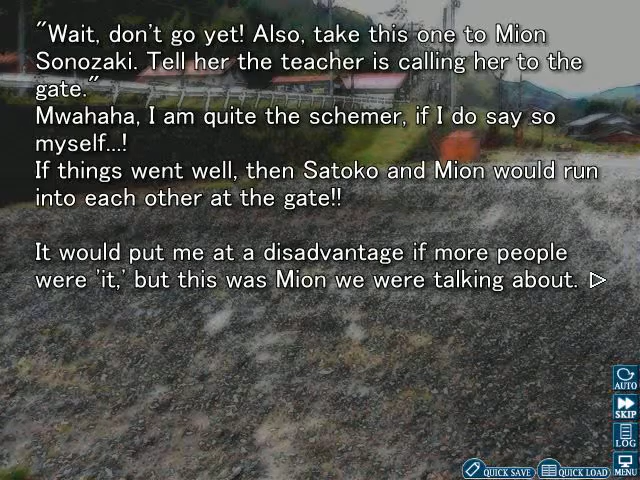 "Wait, don't go yet! Also, take this one to Mion
Sonozaki. Tell her the teacher is calling her to the
gate."
Mwahaha, I am quite the schemer, if I do say so
myself...!
If things went well, then Satoko and Mion would run
into each other at the gate!!
It would put me at a disadvantage if more people
were 'it,' but this was Mion we were talking about.
AUTO
SKIP
LOG
MENU
QUICK SAVE
QUICK LOAD